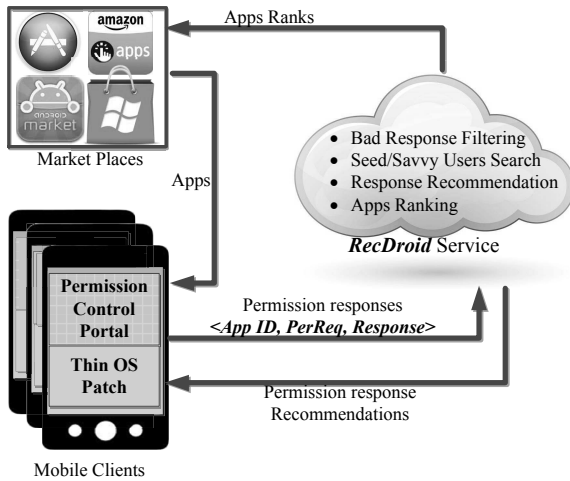 Apps Ranks
amazon
apps
android
market
Market Places
Apps
• Bad Response Filtering
• Seed/Savvy Users Search
• Response Recommendation
• Apps Ranking
RecDroid Service
Permission
Control
Portal
Thin OS
Patch
Permission responses
<App ID, PerReq, Response>
Permission response
Recommendations
Mobile Clients